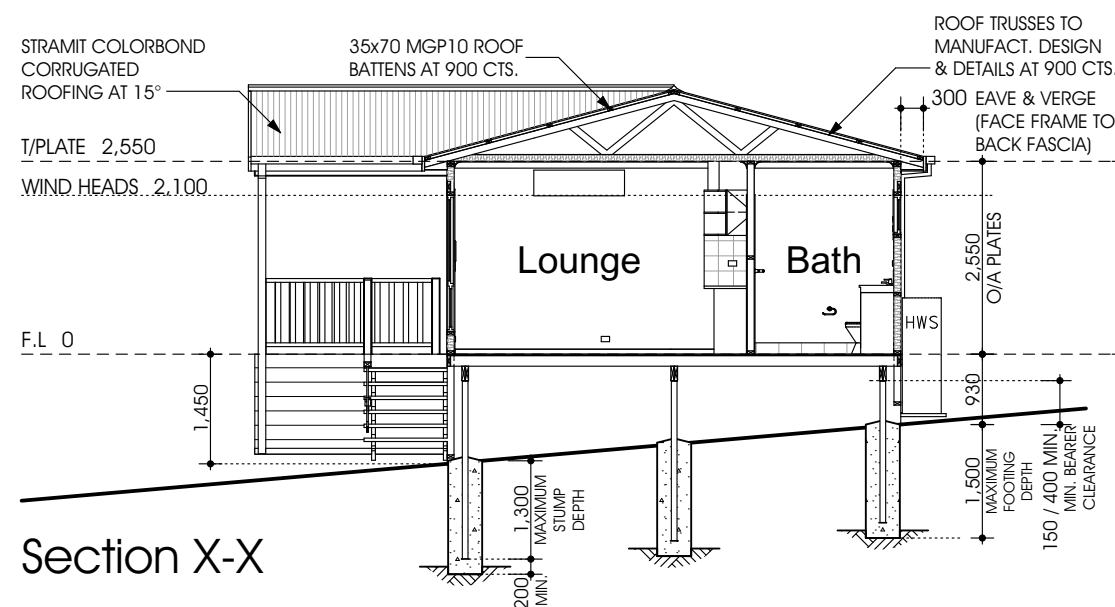 STRAMIT COLORBOND
CORRUGATED
ROOFING AT 15°
35x70 MGP10 ROOF
BATTENS AT 900 CTS.
ROOF TRUSSES TO
MANUFACT. DESIGN
& DETAILS AT 900 CTS.
300 EAVE & VERGE
(FACE FRAME TO
BACK FASCIA)
T/PLATE 2,550
WIND HEADS 2,100
Lounge
Bath
2,550
O/A PLATES
HWS
F.L 0
1,450
930
1,300
MAXIMUM
STUMP
DEPTH
200
MIN.
1,500
MAXIMUM
FOOTING
DEPTH
150 / 400 MIN.
MIN. BEARER
CLEARANCE
Section X-X